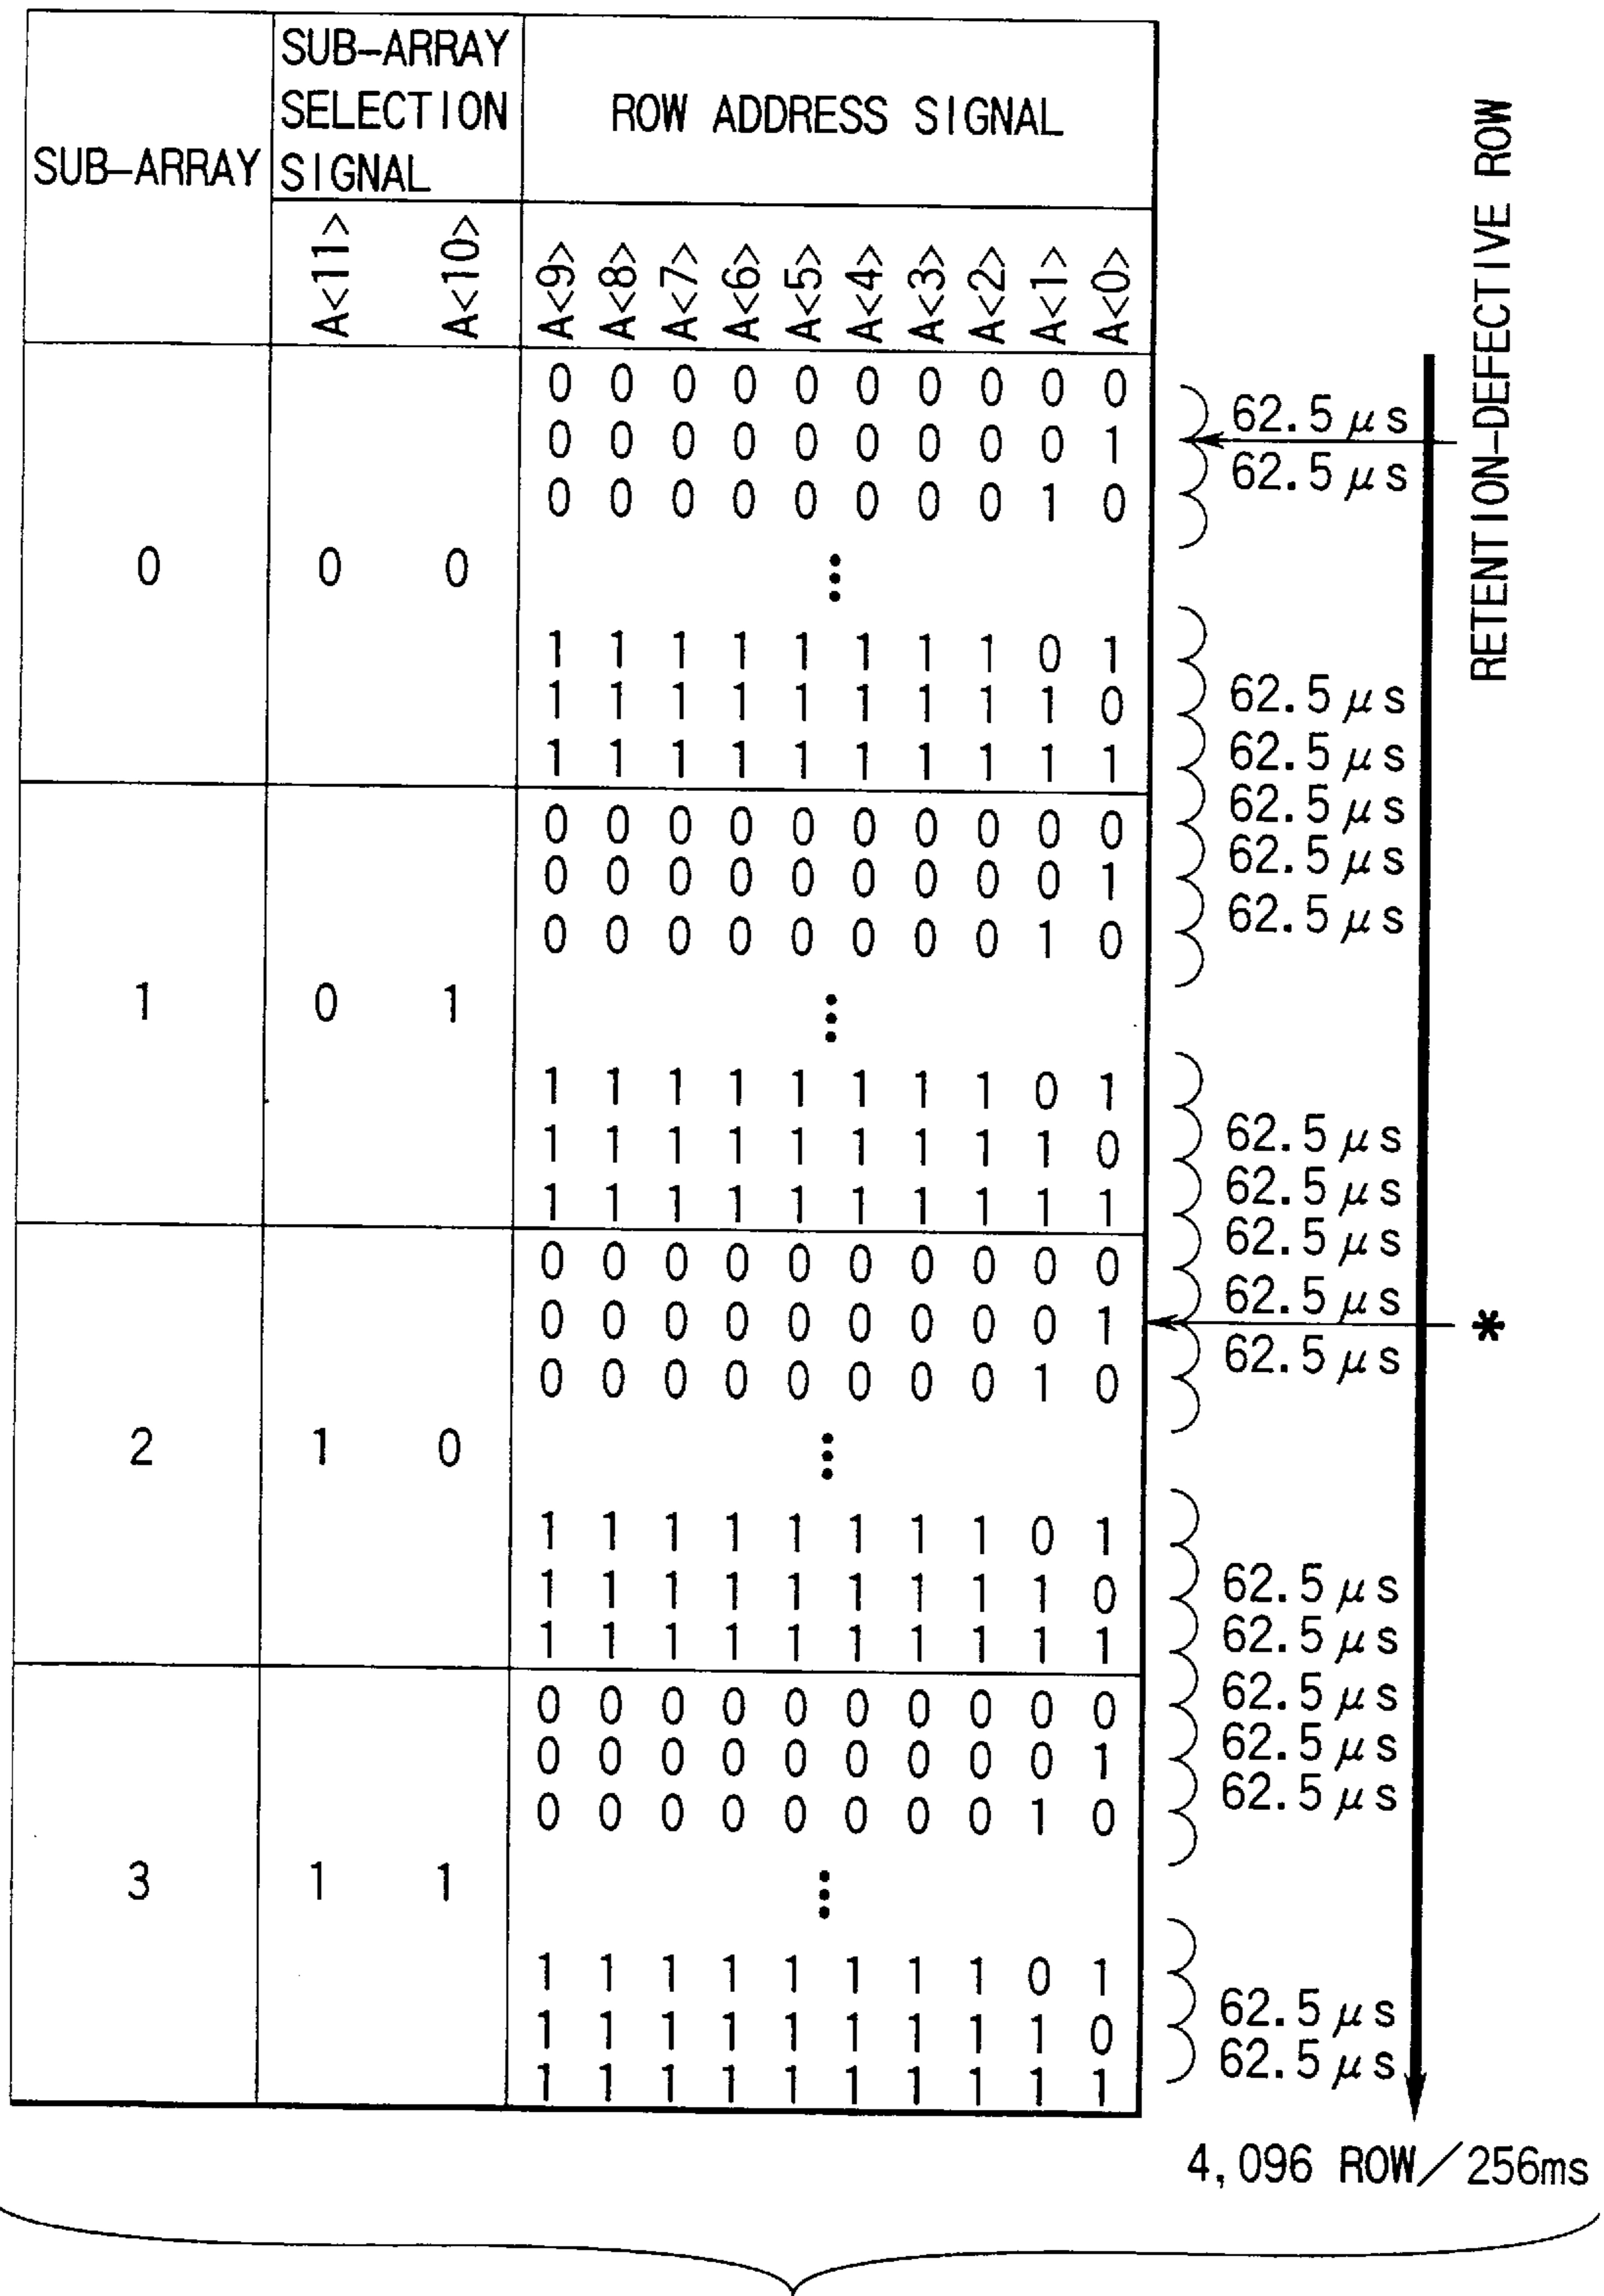 SUB-ARRAY
SUB-ARRAY SELECTION SIGNAL
ROW ADDRESS SIGNAL
A<11> A<10> A<9> A<8> A<7> A<6> A<5> A<4> A<3> A<2> A<1> A<0>
RETENTION-DEFECTIVE ROW
0 0 0 0 0 0 0 0 0 0
62.5 μs
0 0 0 0 0 0 0 0 0 1
62.5 μs
0 0 0 0 0 0 0 0 1 0
0 0 0 ⋮
1 1 1 1 1 1 1 1 0 1
62.5 μs
1 1 1 1 1 1 1 1 1 0
62.5 μs
1 1 1 1 1 1 1 1 1 1
62.5 μs
0 0 0 0 0 0 0 0 0 0
62.5 μs
0 0 0 0 0 0 0 0 0 1
62.5 μs
0 0 0 0 0 0 0 0 1 0
1 0 1 ⋮
1 1 1 1 1 1 1 1 0 1
62.5 μs
1 1 1 1 1 1 1 1 1 0
62.5 μs
1 1 1 1 1 1 1 1 1 1
62.5 μs
0 0 0 0 0 0 0 0 0 0
62.5 μs
0 0 0 0 0 0 0 0 0 1
*
62.5 μs
0 0 0 0 0 0 0 0 1 0
2 1 0 ⋮
1 1 1 1 1 1 1 1 0 1
62.5 μs
1 1 1 1 1 1 1 1 1 0
62.5 μs
1 1 1 1 1 1 1 1 1 1
62.5 μs
0 0 0 0 0 0 0 0 0 0
62.5 μs
0 0 0 0 0 0 0 0 0 1
62.5 μs
0 0 0 0 0 0 0 0 1 0
3 1 1 ⋮
1 1 1 1 1 1 1 1 0 1
62.5 μs
1 1 1 1 1 1 1 1 1 0
62.5 μs
1 1 1 1 1 1 1 1 1 1
4,096 ROW/256ms